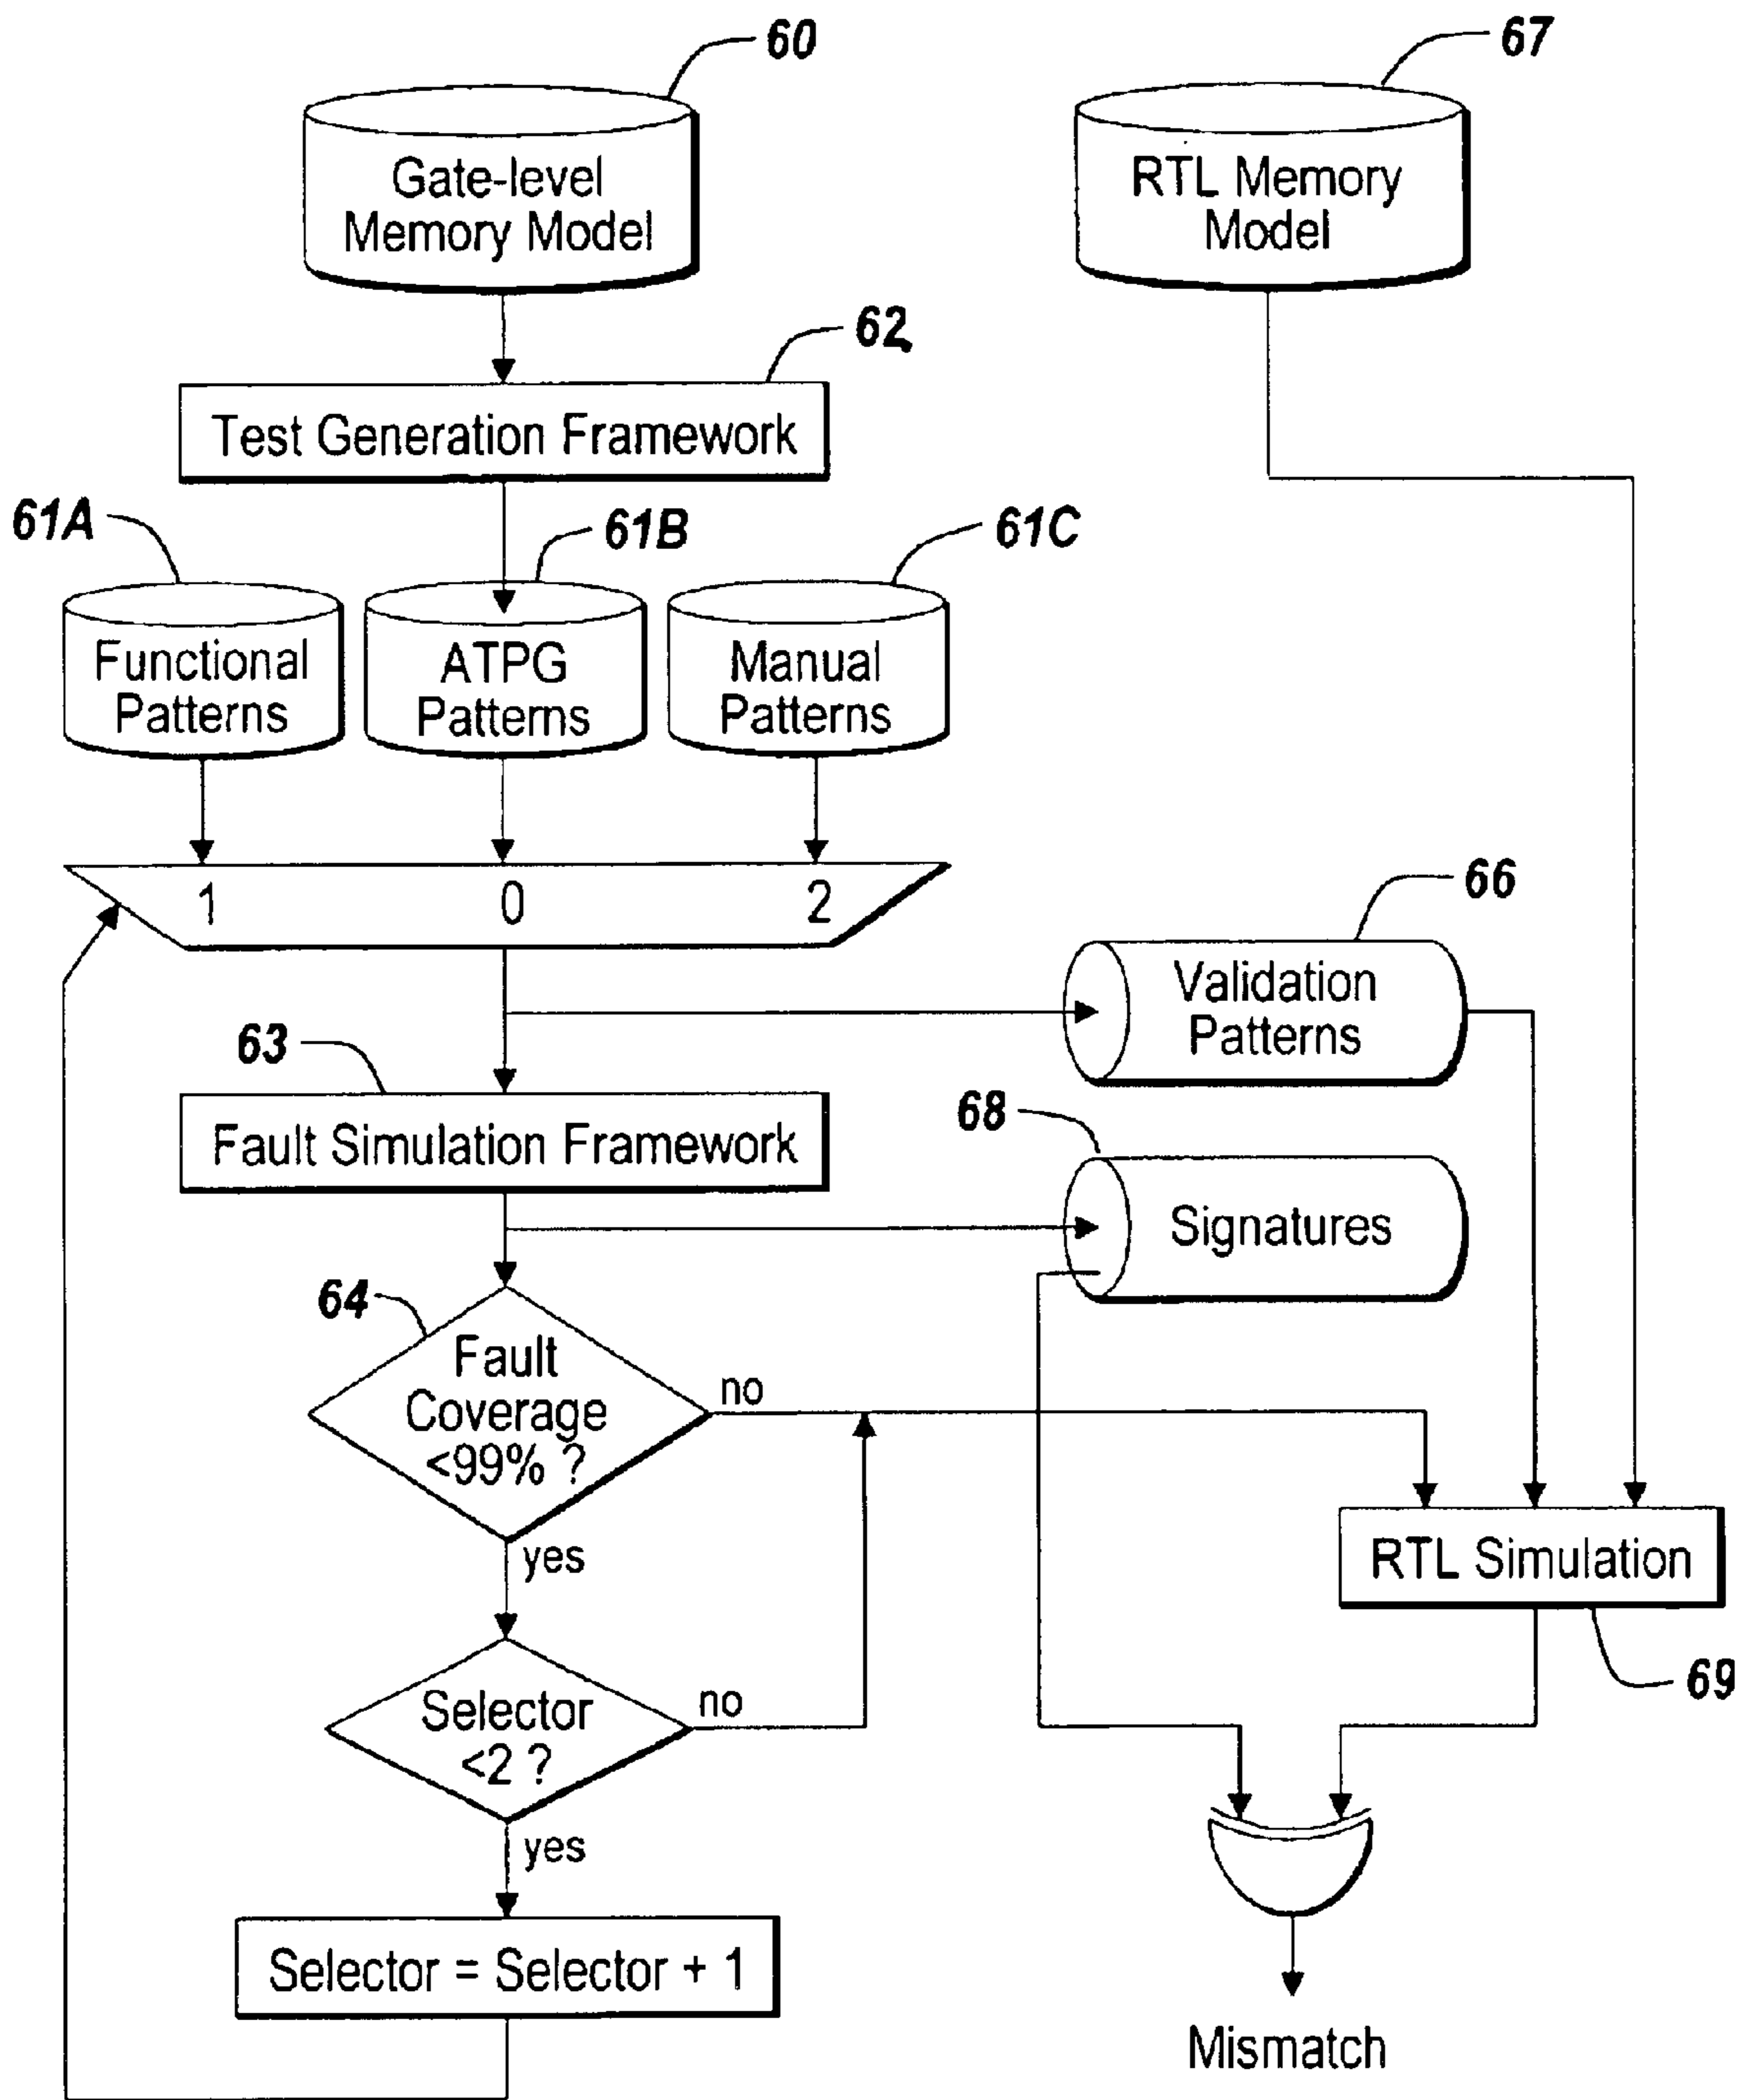 60
67
Gate-level
Memory Model
RTL Memory
Model
62
Test Generation Framework
61A
61B
61C
Functional
Patterns
ATPG
Patterns
Manual
Patterns
1
0
2
66
Validation
Patterns
63
Fault Simulation Framework
68
Signatures
64
Fault
Coverage
<99% ?
no
yes
RTL Simulation
69
Selector
<2 ?
no
yes
Selector = Selector + 1
Mismatch